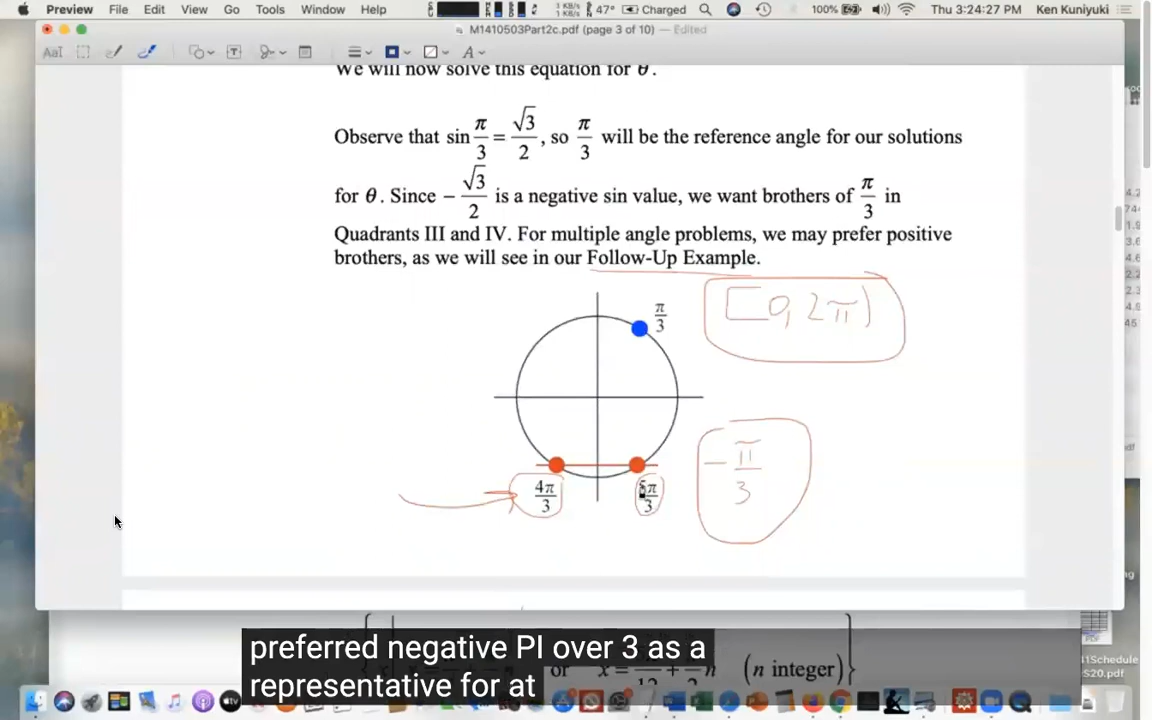 Preview File Edit View Go Tools Window Help 47° Charged 100% Thu 3:24:27 PM Ken Kuniyuki
M1410503Part2c.pdf (page 3 of 10) — Edited
We will now solve this equation for θ.
Observe that sin π/3 = √3/2, so π/3 will be the reference angle for our solutions
for θ. Since − √3/2 is a negative sin value, we want brothers of π/3 in
Quadrants III and IV. For multiple angle problems, we may prefer positive
brothers, as we will see in our Follow-Up Example.
π/3
[0, 2π)
−π/3
4π/3
5π/3
preferred negative PI over 3 as a
representative for at
or x = + n (n integer)
1Schedule
S20.pdf